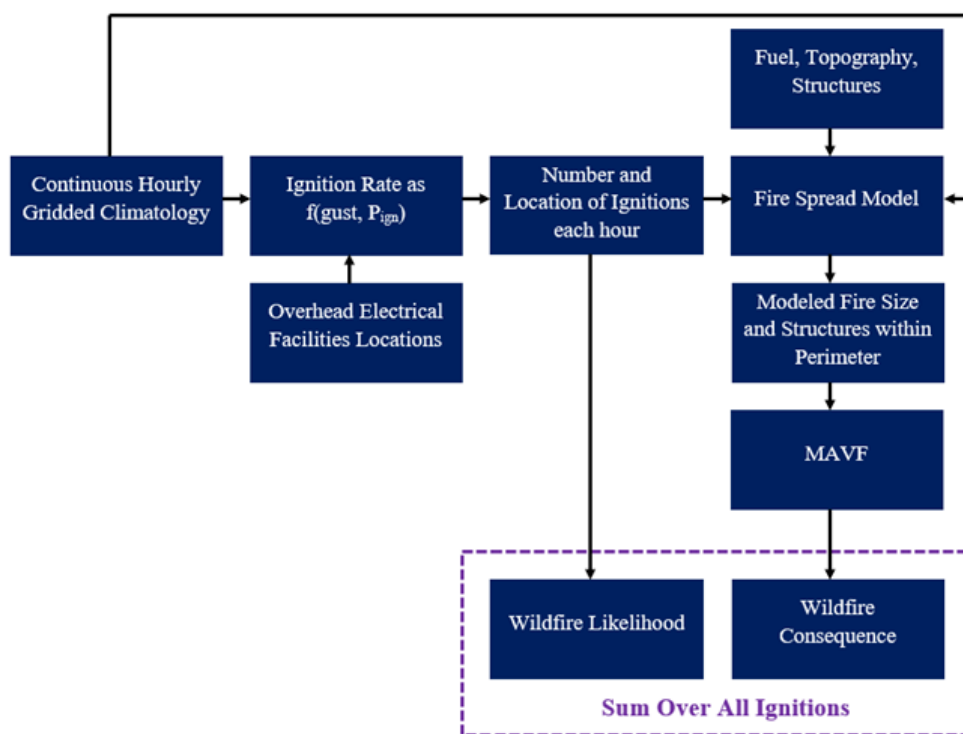 Fuel, Topography,
Structures
Continuous Hourly
Gridded Climatology
Ignition Rate as
f(gust, P_ign)
Number and
Location of Ignitions
each hour
Fire Spread Model
Overhead Electrical
Facilities Locations
Modeled Fire Size
and Structures within
Perimeter
MAVF
Wildfire Likelihood
Wildfire
Consequence
Sum Over All Ignitions